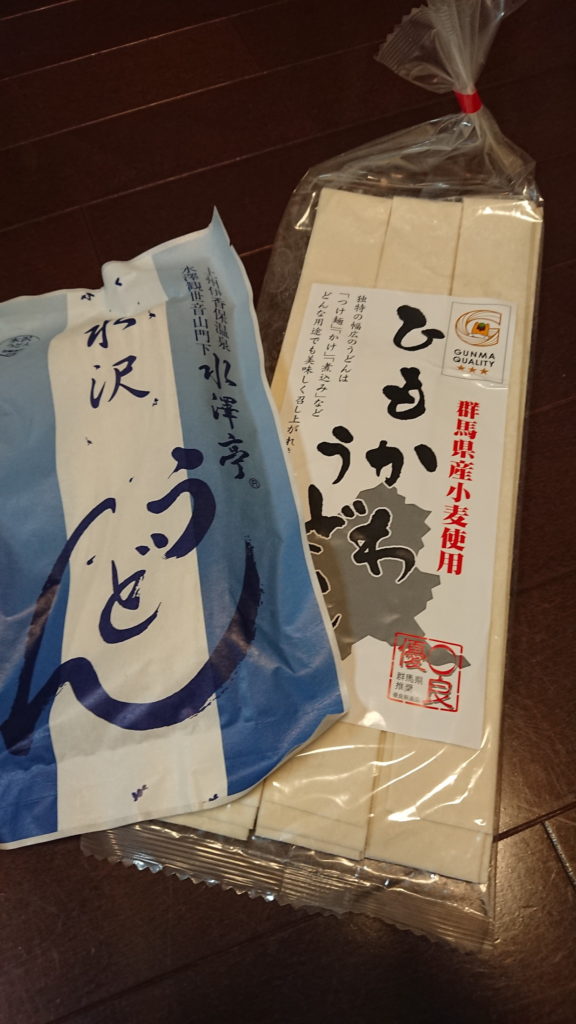 上州伊香保温泉
水澤観世音山門下
水澤亭®
水沢
うどん
ひもかわ
うどん
独特の幅広のうどんは
「つけ麺」「かけ」「煮込み」など
どんな用途でも美味しく召し上がれ
GUNMA
QUALITY
★★★
群馬県産小麦使用
優良
群馬県
推奨